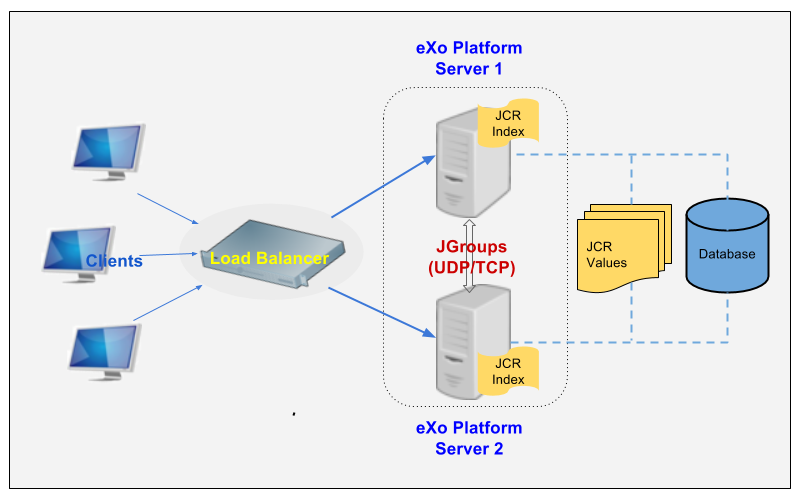 eXo Platform
Server 1
JCR
Index
Clients
Load Balancer
JGroups
(UDP/TCP)
JCR
Values
Database
JCR
Index
eXo Platform
Server 2